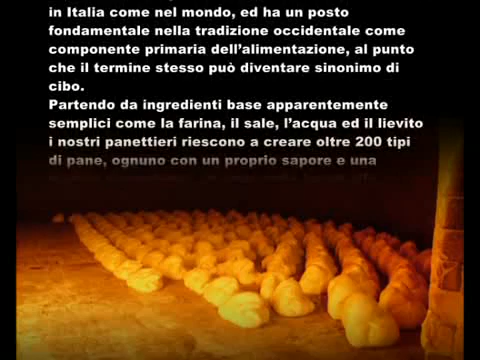 in Italia come nel mondo, ed ha un posto
fondamentale nella tradizione occidentale come
componente primaria dell'alimentazione, al punto
che il termine stesso può diventare sinonimo di
cibo.
Partendo da ingredienti base apparentemente
semplici come la farina, il sale, l'acqua ed il lievito
i nostri panettieri riescono a creare oltre 200 tipi
di pane, ognuno con un proprio sapore e una